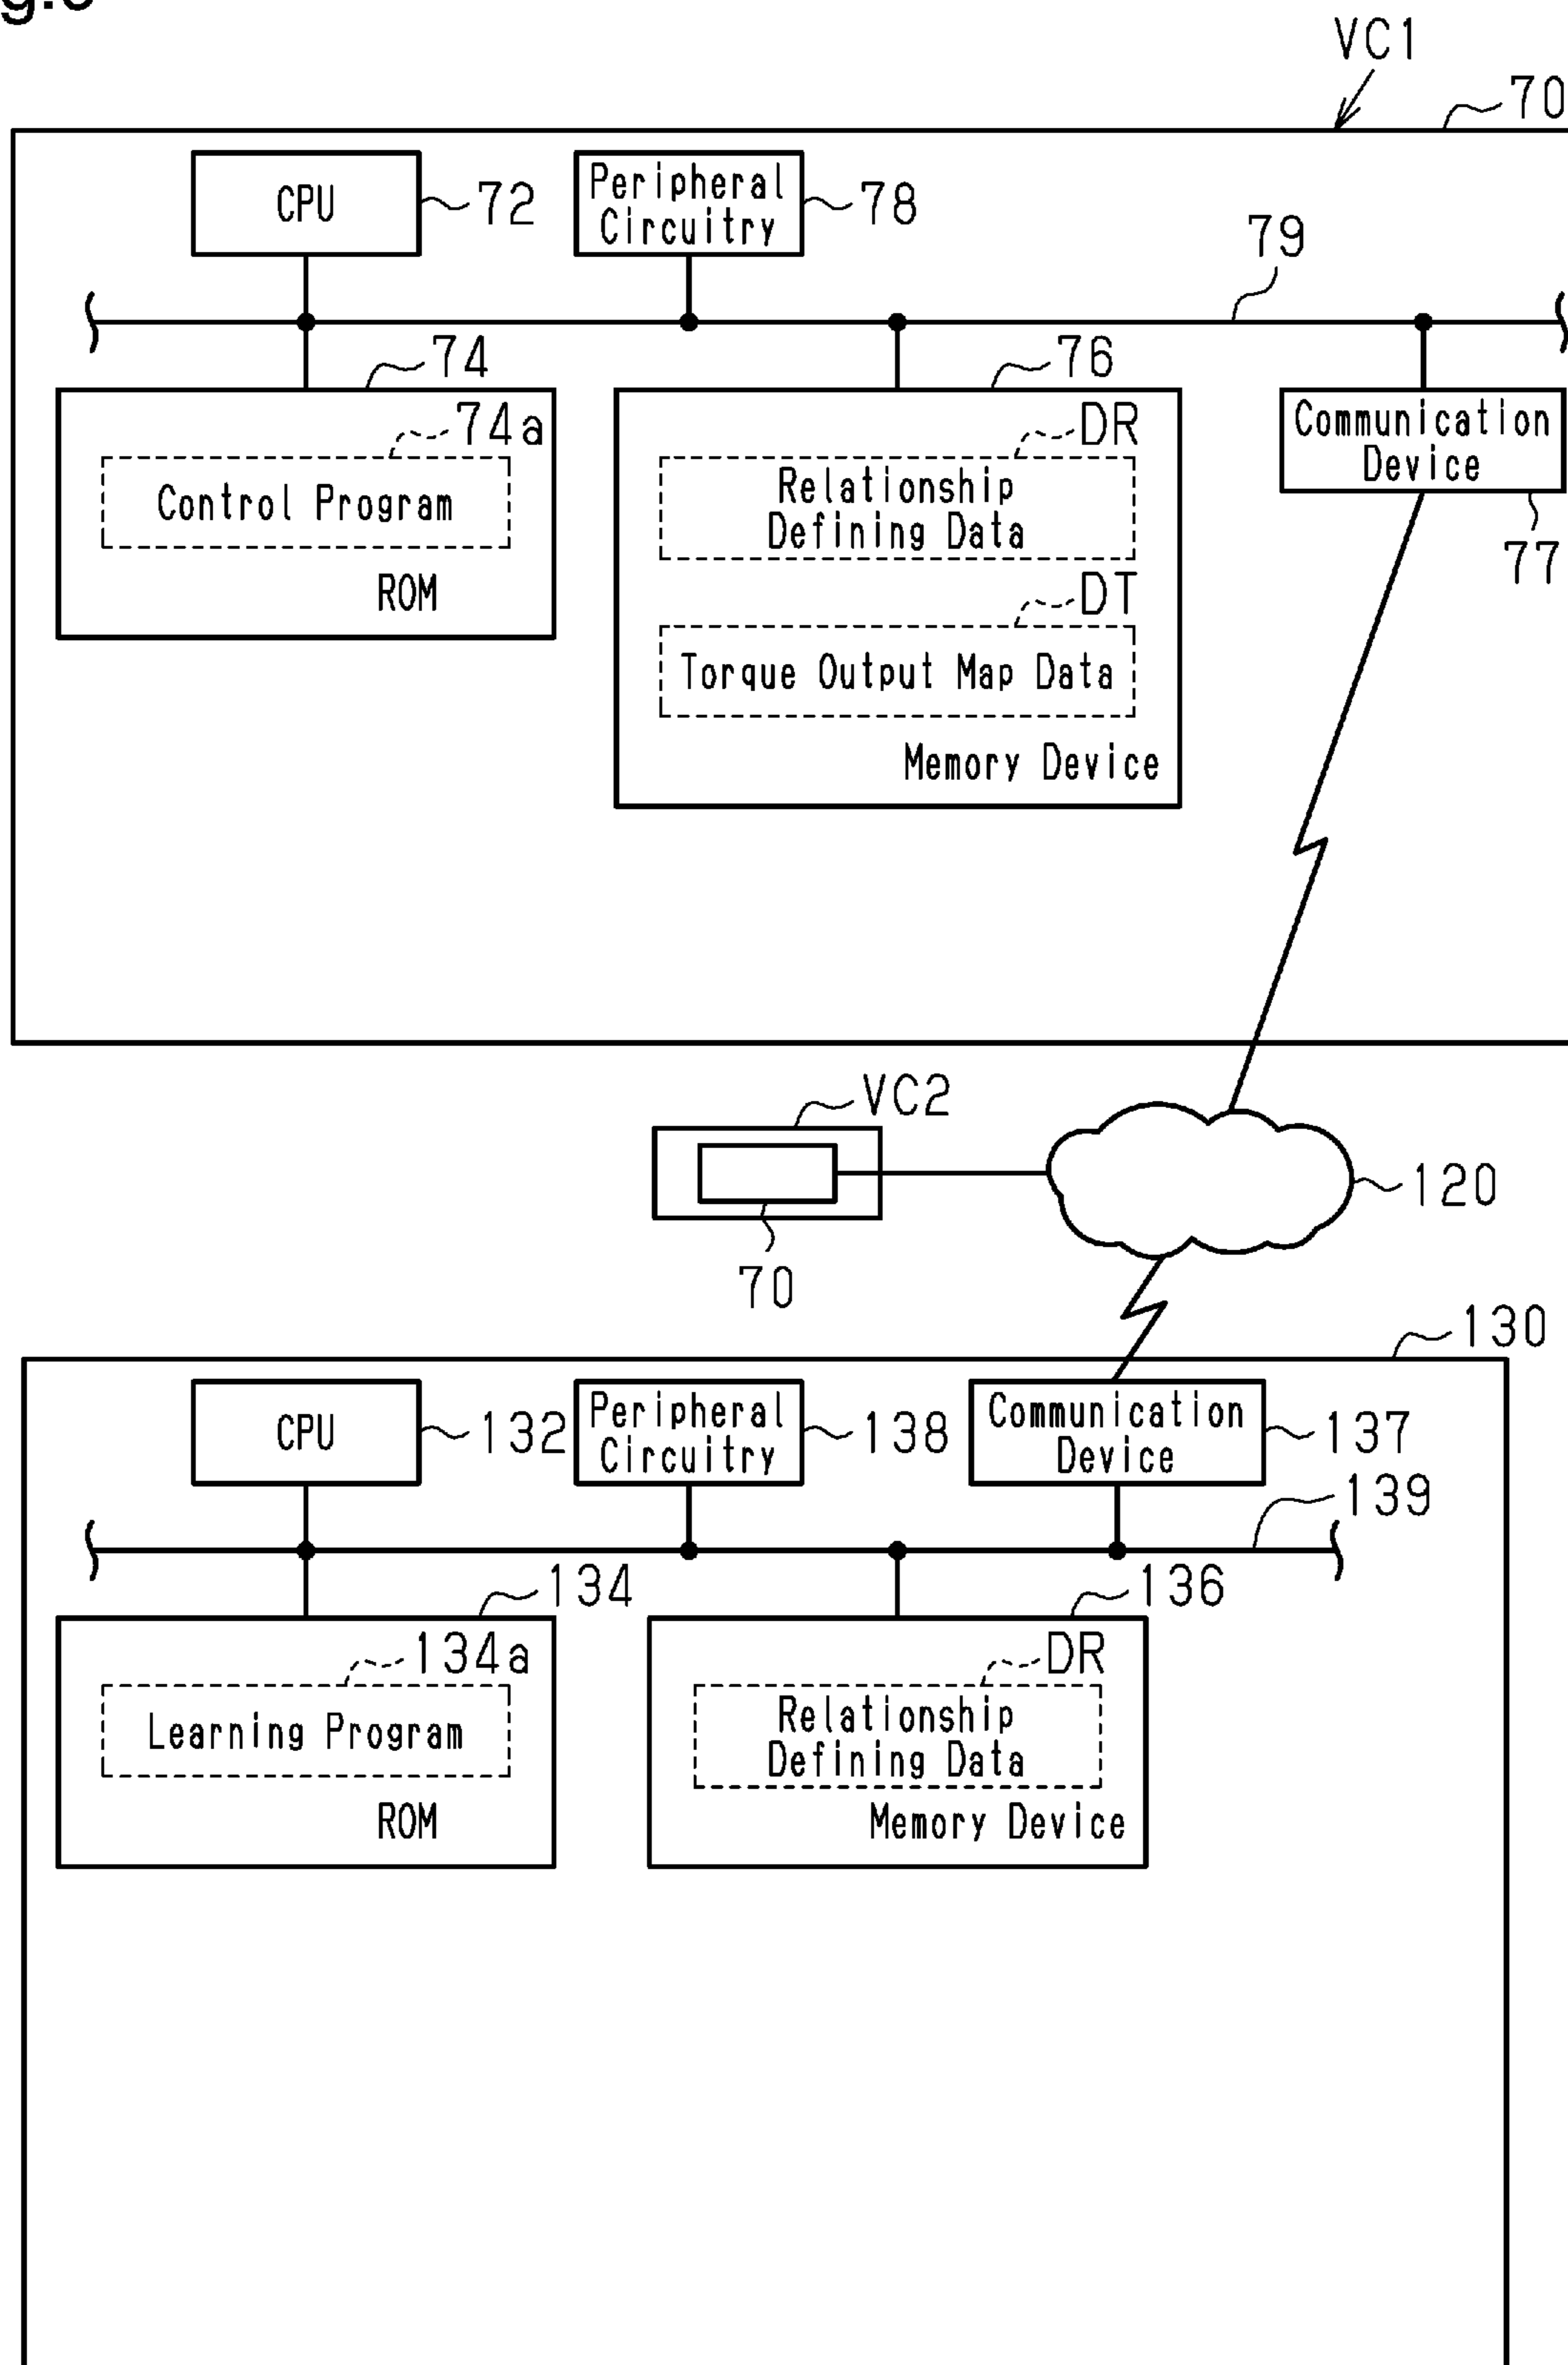 VC1
70
CPU
72
Peripheral
Circuitry
78
79
74
74a
Control Program
ROM
76
DR
Relationship
Defining Data
DT
Torque Output Map Data
Memory Device
Communication
Device
77
VC2
70
120
130
CPU
132
Peripheral
Circuitry
138
Communication
Device
137
139
134
134a
Learning Program
ROM
136
DR
Relationship
Defining Data
Memory Device